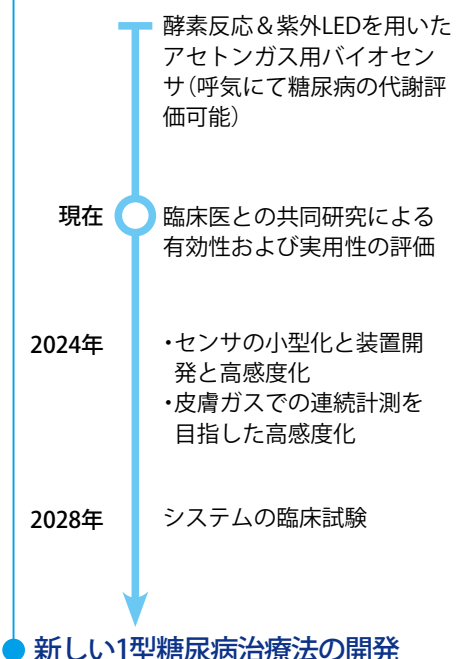 酵素反応＆紫外LEDを用いた
アセトンガス用バイオセン
サ（呼気にて糖尿病の代謝評
価可能）
現在
臨床医との共同研究による
有効性および実用性の評価
2024年
・センサの小型化と装置開
発と高感度化
・皮膚ガスでの連続計測を
目指した高感度化
2028年
システムの臨床試験
新しい1型糖尿病治療法の開発